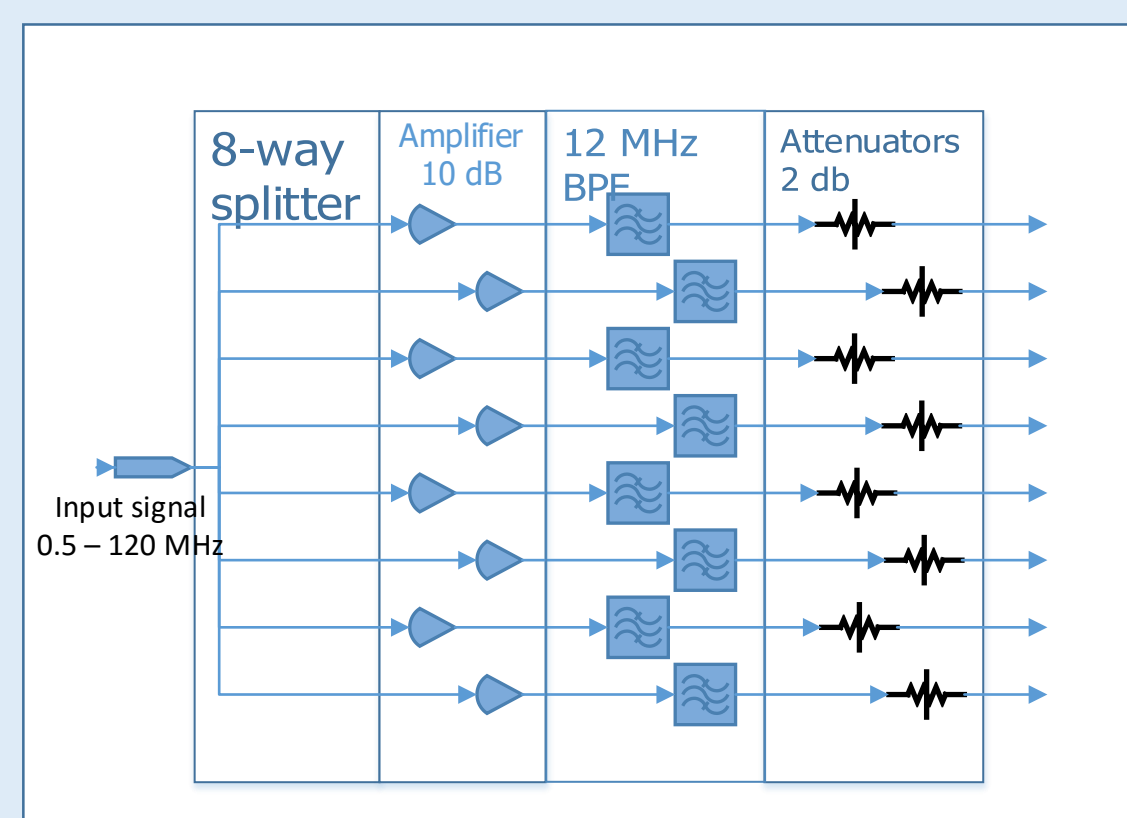 8-way
splitter
Amplifier
10 dB
12 MHz
BPF
Attenuators
2 db
Input signal
0.5 – 120 MHz